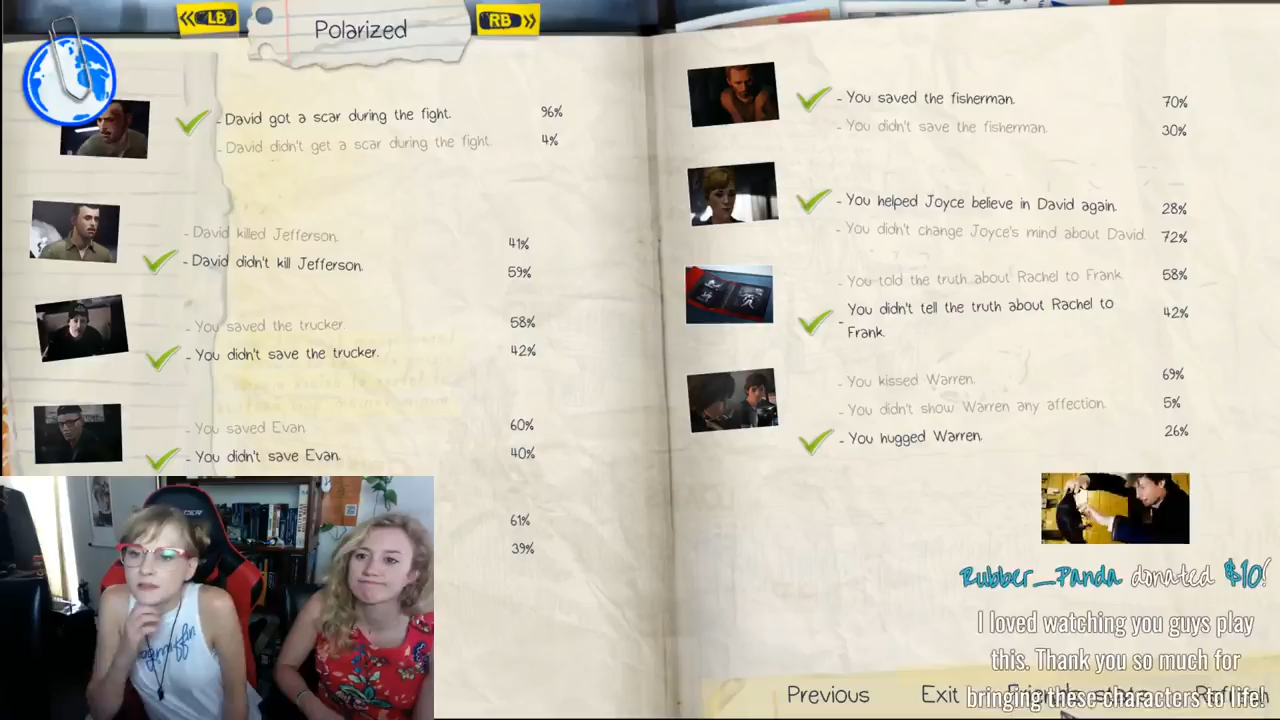 LB
Polarized
RB
- David got a scar during the fight. 96%
- David didn't get a scar during the fight. 4%
- David killed Jefferson. 41%
- David didn't kill Jefferson. 59%
- You saved the trucker. 58%
- You didn't save the trucker. 42%
- You saved Evan. 60%
- You didn't save Evan. 40%
61%
39%
- You saved the fisherman. 70%
- You didn't save the fisherman. 30%
- You helped Joyce believe in David again. 28%
- You didn't change Joyce's mind about David. 72%
- You told the truth about Rachel to Frank. 58%
- You didn't tell the truth about Rachel to
Frank. 42%
- You kissed Warren. 69%
- You didn't show Warren any affection. 5%
- You hugged Warren. 26%
Rubber_Panda donated $10!
I loved watching you guys play
this. Thank you so much for
bringing these characters to life!
Previous Exit